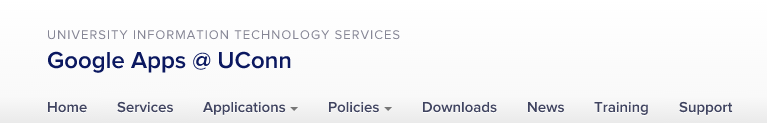 UNIVERSITY INFORMATION TECHNOLOGY SERVICES
Google Apps @ UConn
Home Services Applications Policies Downloads News Training Support